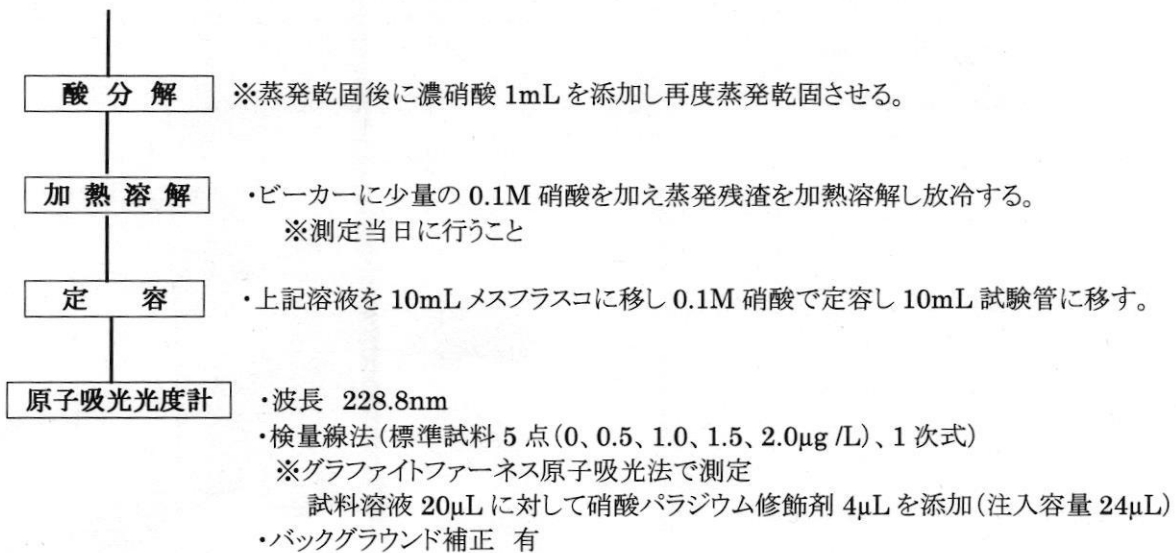 酸 分 解 ※蒸発乾固後に濃硝酸 1mL を添加し再度蒸発乾固させる。
加 熱 溶 解 ・ビーカーに少量の 0.1M 硝酸を加え蒸発残渣を加熱溶解し放冷する。
※測定当日に行うこと
定 容 ・上記溶液を 10mL メスフラスコに移し 0.1M 硝酸で定容し 10mL 試験管に移す。
原子吸光光度計 ・波長 228.8nm
・検量線法(標準試料 5 点(0、0.5、1.0、1.5、2.0μg /L)、1 次式)
※グラファイトファーネス原子吸光法で測定
試料溶液 20μL に対して硝酸パラジウム修飾剤 4μL を添加(注入容量 24μL)
・バックグラウンド補正 有